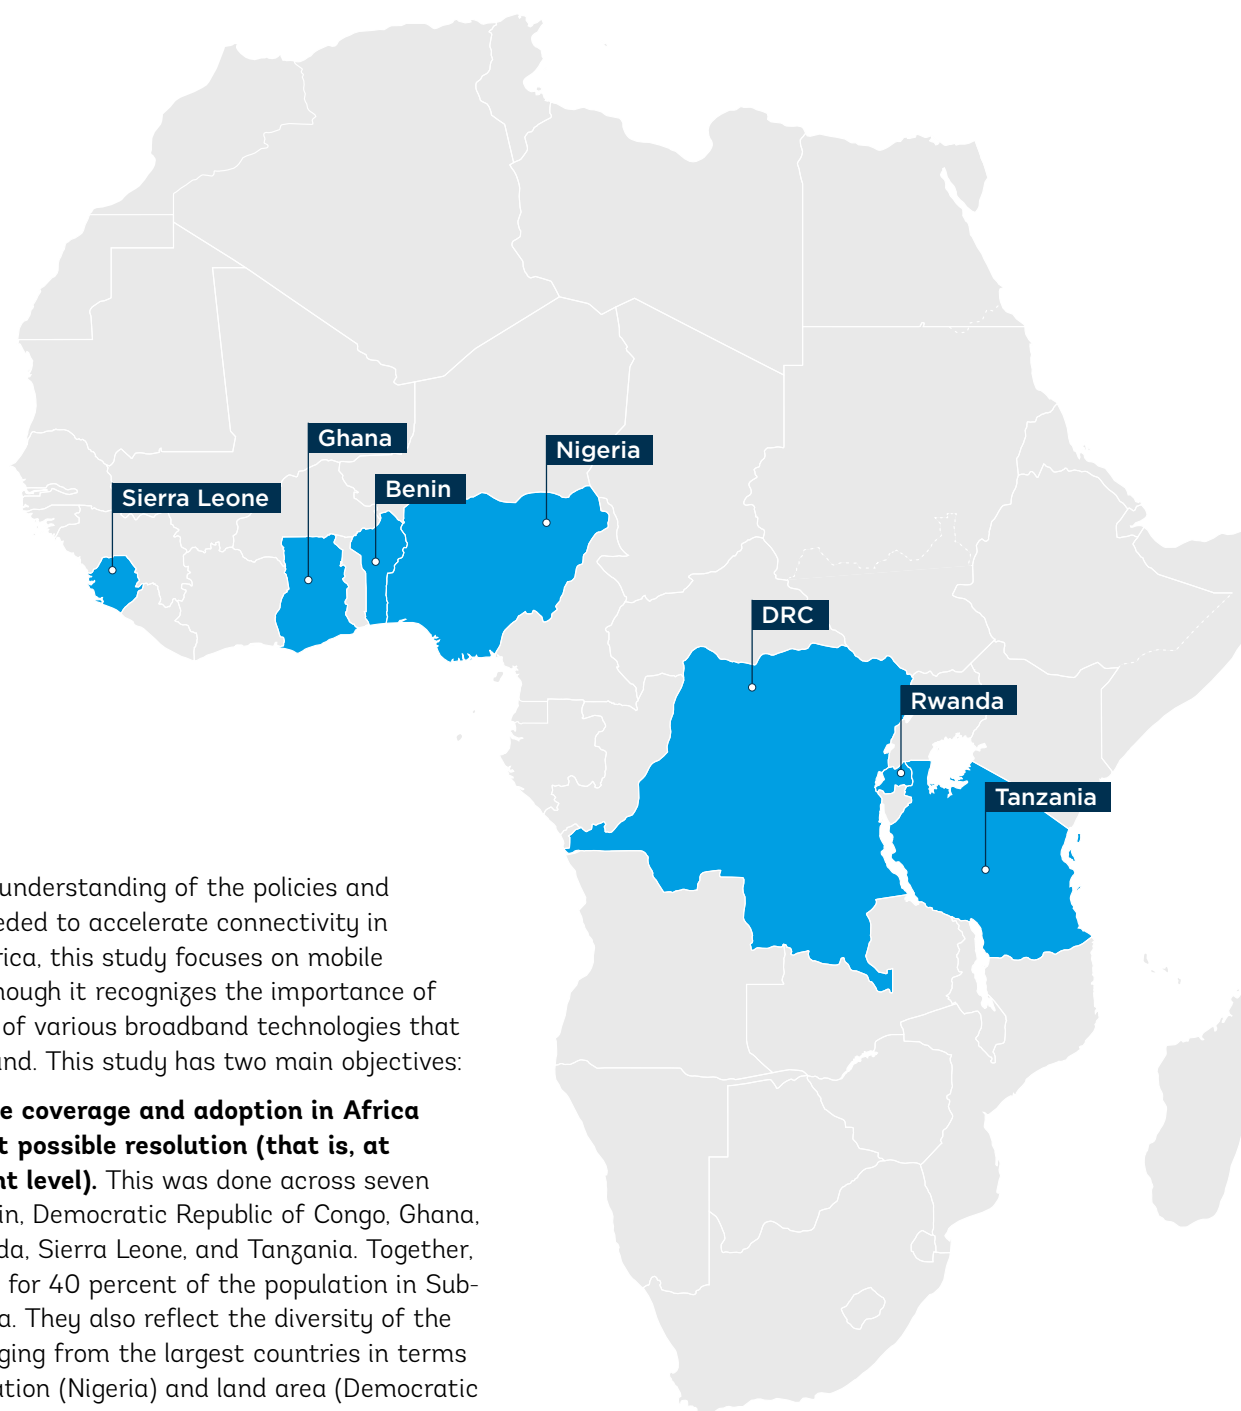 Ghana
Nigeria
Benin
Sierra Leone
DRC
Rwanda
Tanzania
understanding of the policies and
eded to accelerate connectivity in
rica, this study focuses on mobile
hough it recognizes the importance of
of various broadband technologies that
and. This study has two main objectives:
e coverage and adoption in Africa
t possible resolution (that is, at
nt level). This was done across seven
in, Democratic Republic of Congo, Ghana,
da, Sierra Leone, and Tanzania. Together,
for 40 percent of the population in Sub-
a. They also reflect the diversity of the
ging from the largest countries in terms
ation (Nigeria) and land area (Democratic